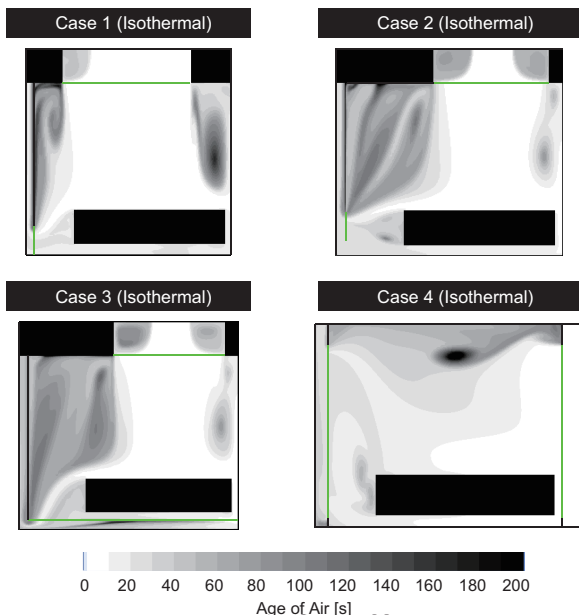 Case 1 (Isothermal)
Case 2 (Isothermal)
Case 3 (Isothermal)
Case 4 (Isothermal)
0 20 40 60 80 100 120 140 160 180 200
Age of Air [s]